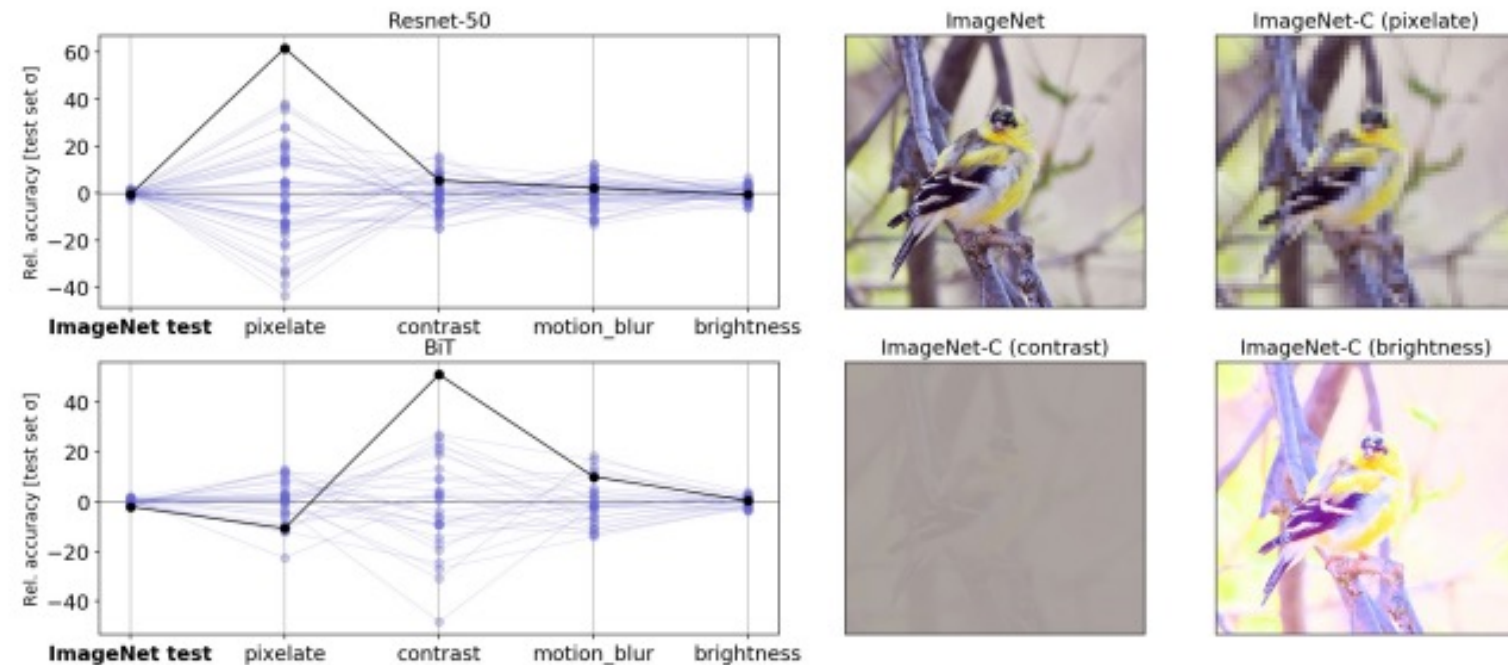 Resnet-50
Rel. accuracy [test set σ]
60
40
20
0
−20
−40
ImageNet test pixelate contrast motion_blur brightness
BiT
Rel. accuracy [test set σ]
40
20
0
−20
−40
ImageNet test pixelate contrast motion_blur brightness
ImageNet
ImageNet-C (pixelate)
ImageNet-C (contrast)
ImageNet-C (brightness)